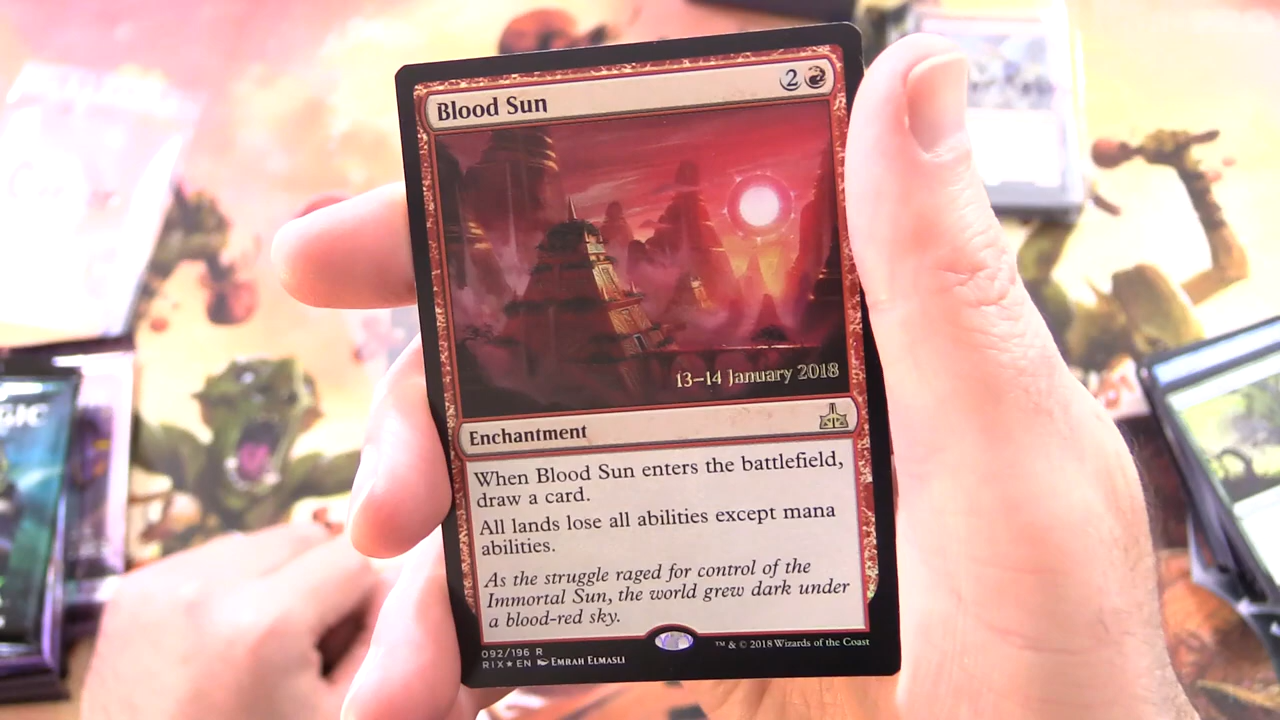 Blood Sun
2
13–14 January 2018
Enchantment
When Blood Sun enters the battlefield,
draw a card.
All lands lose all abilities except mana
abilities.
As the struggle raged for control of the
Immortal Sun, the world grew dark under
a blood-red sky.
092/196 R
RIX★EN Emrah Elmasli
™ & © 2018 Wizards of the Coast